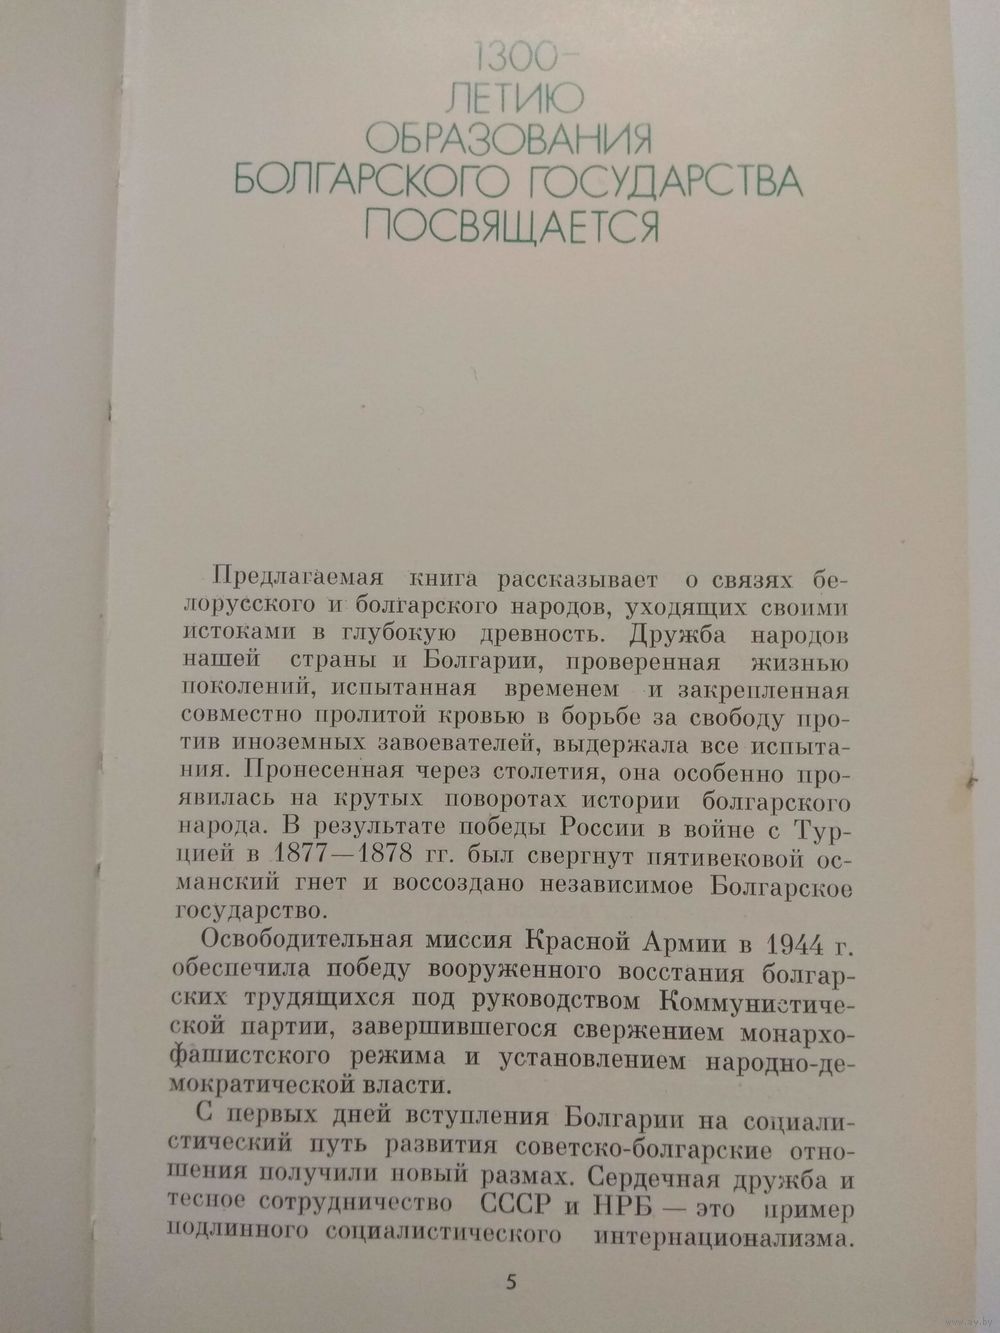 1300-
ЛЕТИЮ
ОБРАЗОВАНИЯ
БОЛГАРСКОГО ГОСУДАРСТВА
ПОСВЯЩАЕТСЯ
Предлагаемая книга рассказывает о связях бе-
лорусского и болгарского народов, уходящих своими
истоками в глубокую древность. Дружба народов
нашей страны и Болгарии, проверенная жизнью
поколений, испытанная временем и закрепленная
совместно пролитой кровью в борьбе за свободу про-
тив иноземных завоевателей, выдержала все испыта-
ния. Пронесенная через столетия, она особенно про-
явилась на крутых поворотах истории болгарского
народа. В результате победы России в войне с Тур-
цией в 1877—1878 гг. был свергнут пятивековой ос-
манский гнет и воссоздано независимое Болгарское
государство.
Освободительная миссия Красной Армии в 1944 г.
обеспечила победу вооруженного восстания болгар-
ских трудящихся под руководством Коммунистиче-
ской партии, завершившегося свержением монархо-
фашистского режима и установлением народно-де-
мократической власти.
С первых дней вступления Болгарии на социали-
стический путь развития советско-болгарские отно-
шения получили новый размах. Сердечная дружба и
тесное сотрудничество СССР и НРБ — это пример
подлинного социалистического интернационализма.
5
www.ay.by